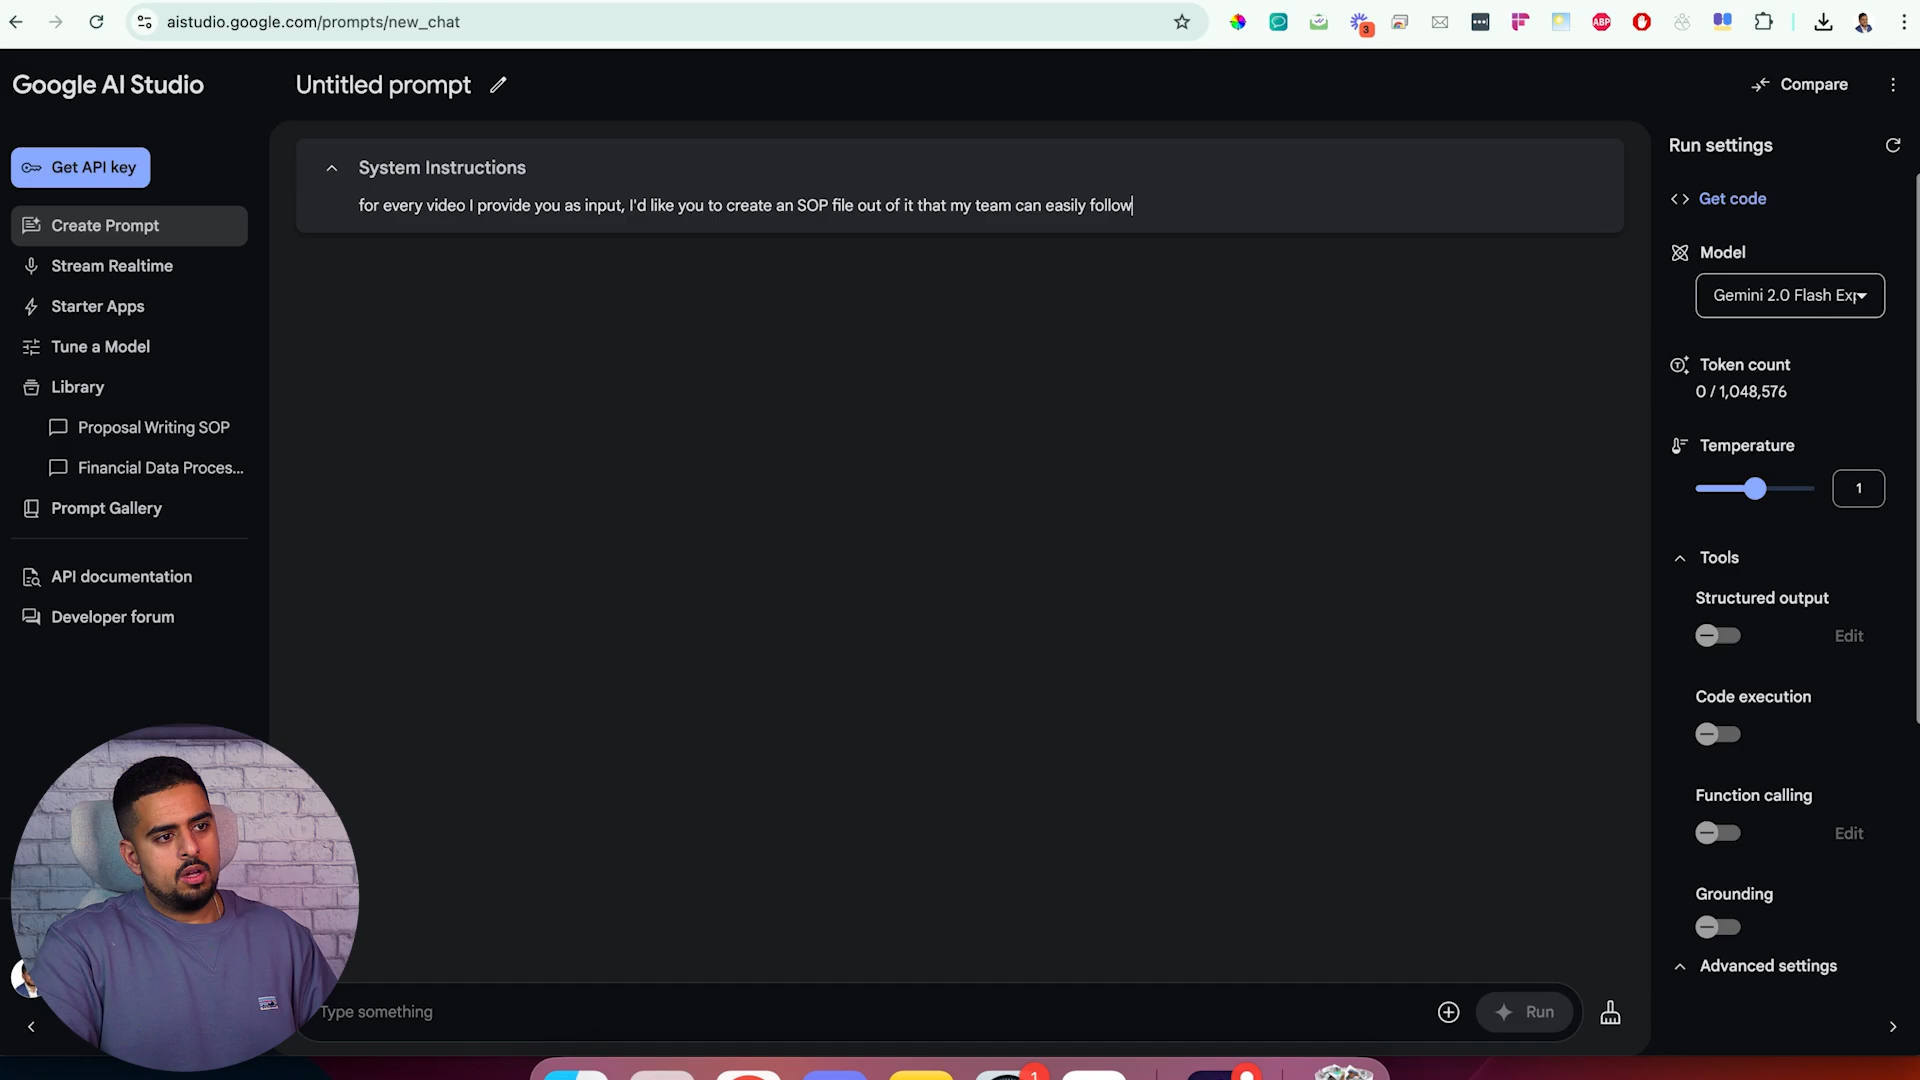 aistudio.google.com/prompts/new_chat
3
ABP
Google AI Studio
Untitled prompt
Compare
Get API key
Create Prompt
Stream Realtime
Starter Apps
Tune a Model
Library
Proposal Writing SOP
Financial Data Proces...
Prompt Gallery
API documentation
Developer forum
System Instructions
for every video I provide you as input, I'd like you to create an SOP file out of it that my team can easily follow
Type something
Run
Run settings
Get code
Model
Gemini 2.0 Flash Exp
Token count
0 / 1,048,576
Temperature
1
Tools
Structured output
Edit
Code execution
Function calling
Edit
Grounding
Advanced settings
1